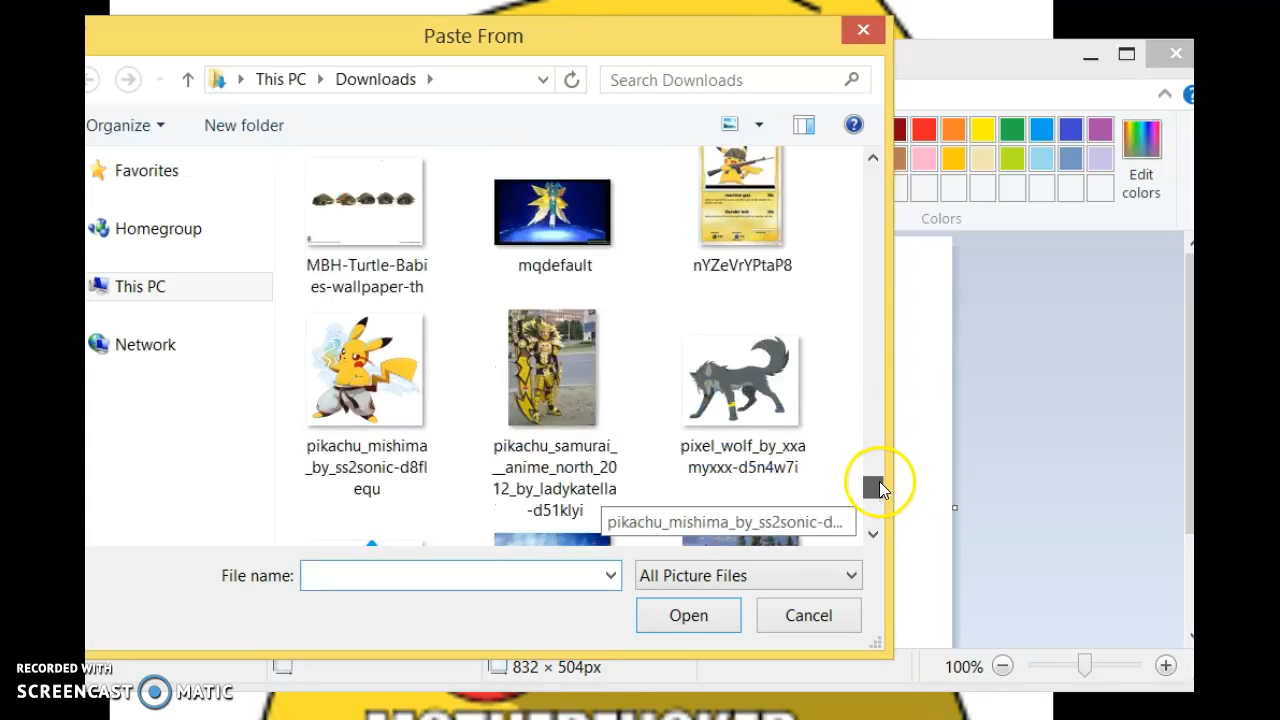 Paste From
This PC
Downloads
Search Downloads
Organize
New folder
Favorites
Homegroup
This PC
Network
MBH-Turtle-Babi
es-wallpaper-th
mqdefault
nYZeVrYPtaP8
pikachu_mishima
_by_ss2sonic-d8fl
equ
pikachu_samurai_
_anime_north_20
12_by_ladykatella
-d51klyi
pixel_wolf_by_xxa
myxxx-d5n4w7i
pikachu_mishima_by_ss2sonic-d...
File name:
All Picture Files
Open
Cancel
Edit
colors
Colors
832 × 504px
100%
RECORDED WITH
SCREENCAST MATIC